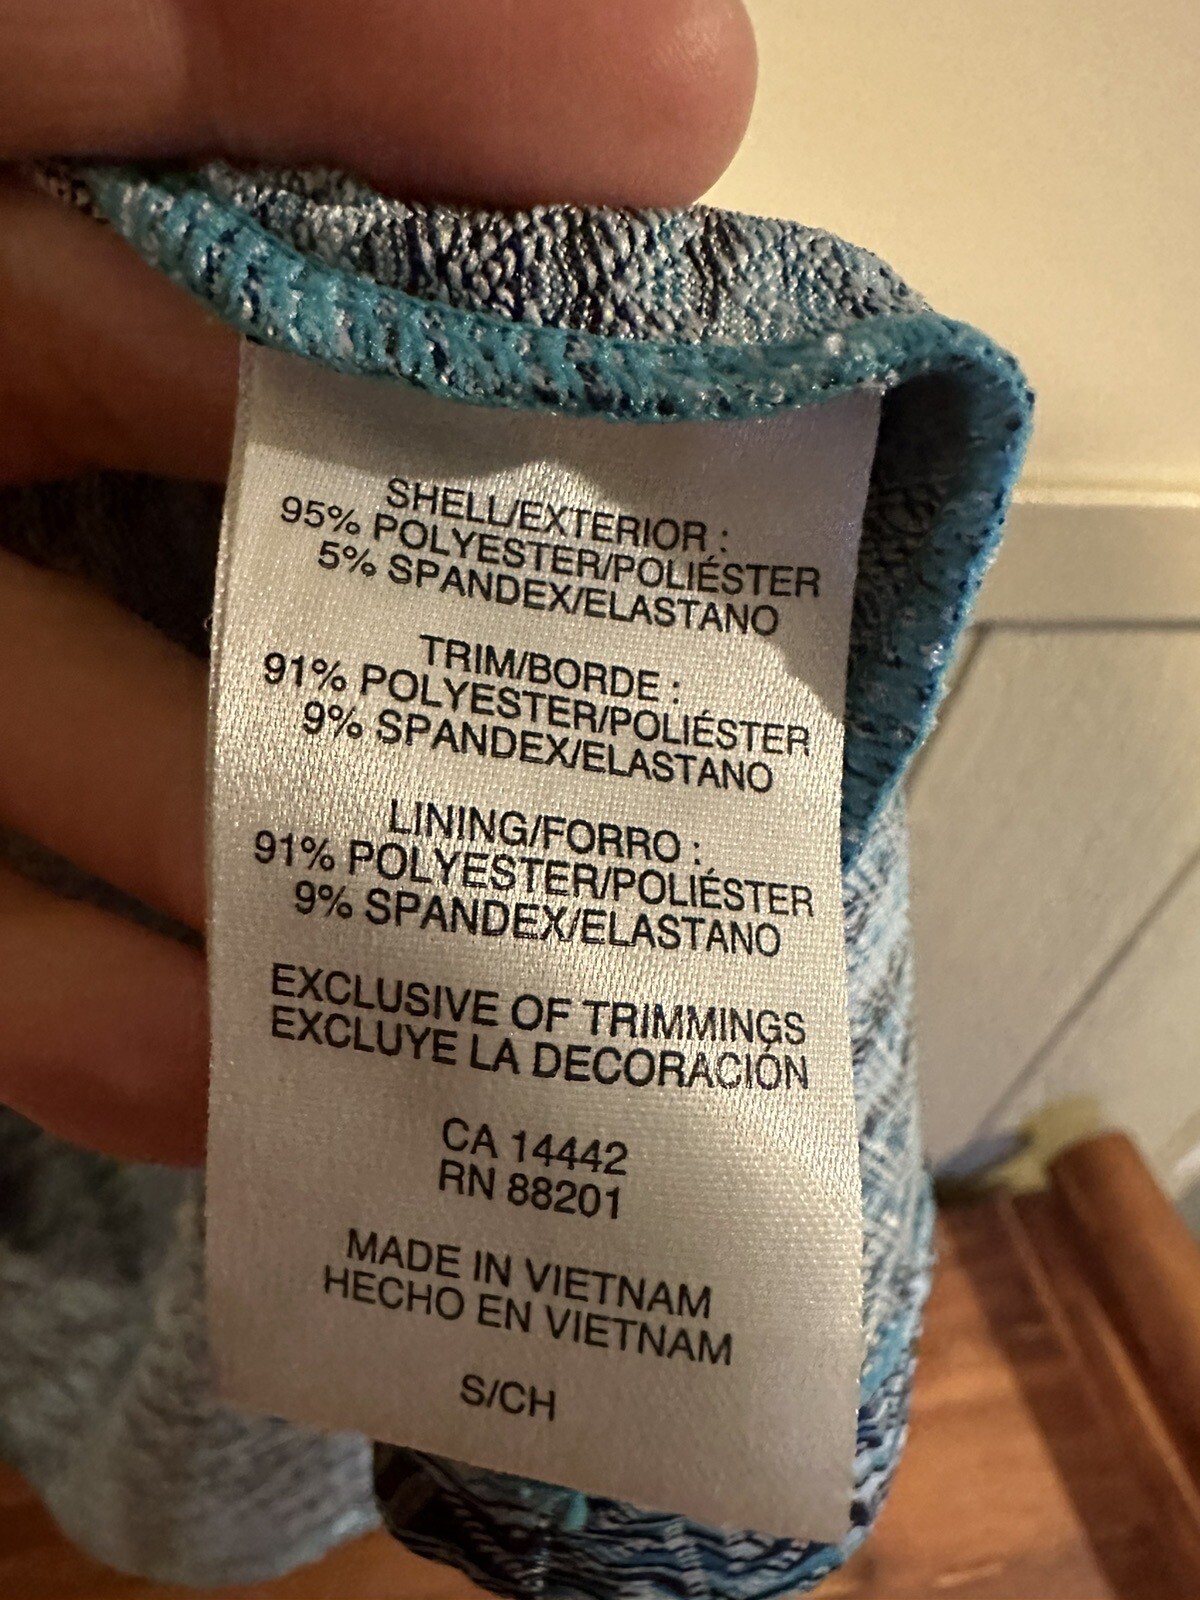 SHELL/EXTERIOR :
95% POLYESTER/POLIÉSTER
5% SPANDEX/ELASTANO
TRIM/BORDE :
91% POLYESTER/POLIÉSTER
9% SPANDEX/ELASTANO
LINING/FORRO :
91% POLYESTER/POLIÉSTER
9% SPANDEX/ELASTANO
EXCLUSIVE OF TRIMMINGS
EXCLUYE LA DECORACIÓN
CA 14442
RN 88201
MADE IN VIETNAM
HECHO EN VIETNAM
S/CH